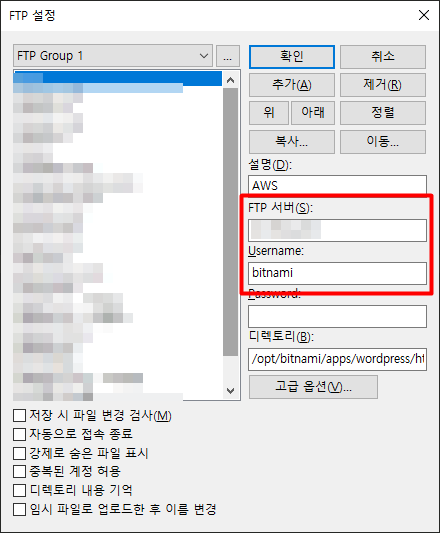 FTP 설정
FTP Group 1
...
확인
취소
추가(A)
제거(R)
위
아래
정렬
복사...
이동...
설명(D):
AWS
FTP 서버(S):
Username:
bitnami
Password:
디렉토리(B):
/opt/bitnami/apps/wordpress/ht
고급 옵션(V)...
저장 시 파일 변경 검사(M)
자동으로 접속 종료
강제로 숨은 파일 표시
중복된 계정 허용
디렉토리 내용 기억
임시 파일로 업로드한 후 이름 변경